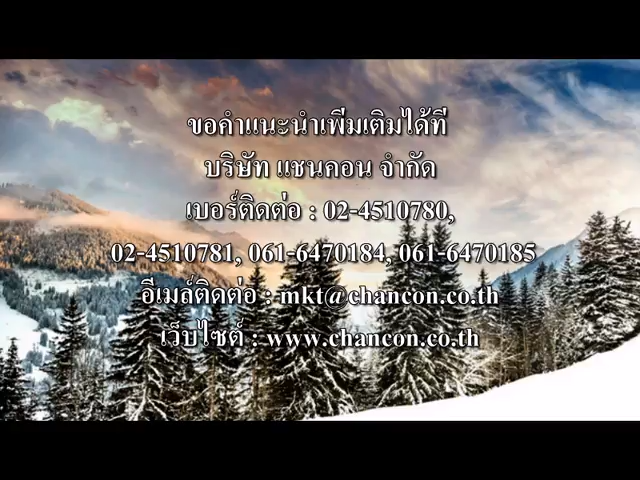 ขอคำแนะนำเพิ่มเติมได้ที่
บริษัท แชนคอน จำกัด
เบอร์ติดต่อ : 02-4510780,
02-4510781, 061-6470184, 061-6470185
อีเมล์ติดต่อ : mkt@chancon.co.th
เว็บไซต์ : www.chancon.co.th